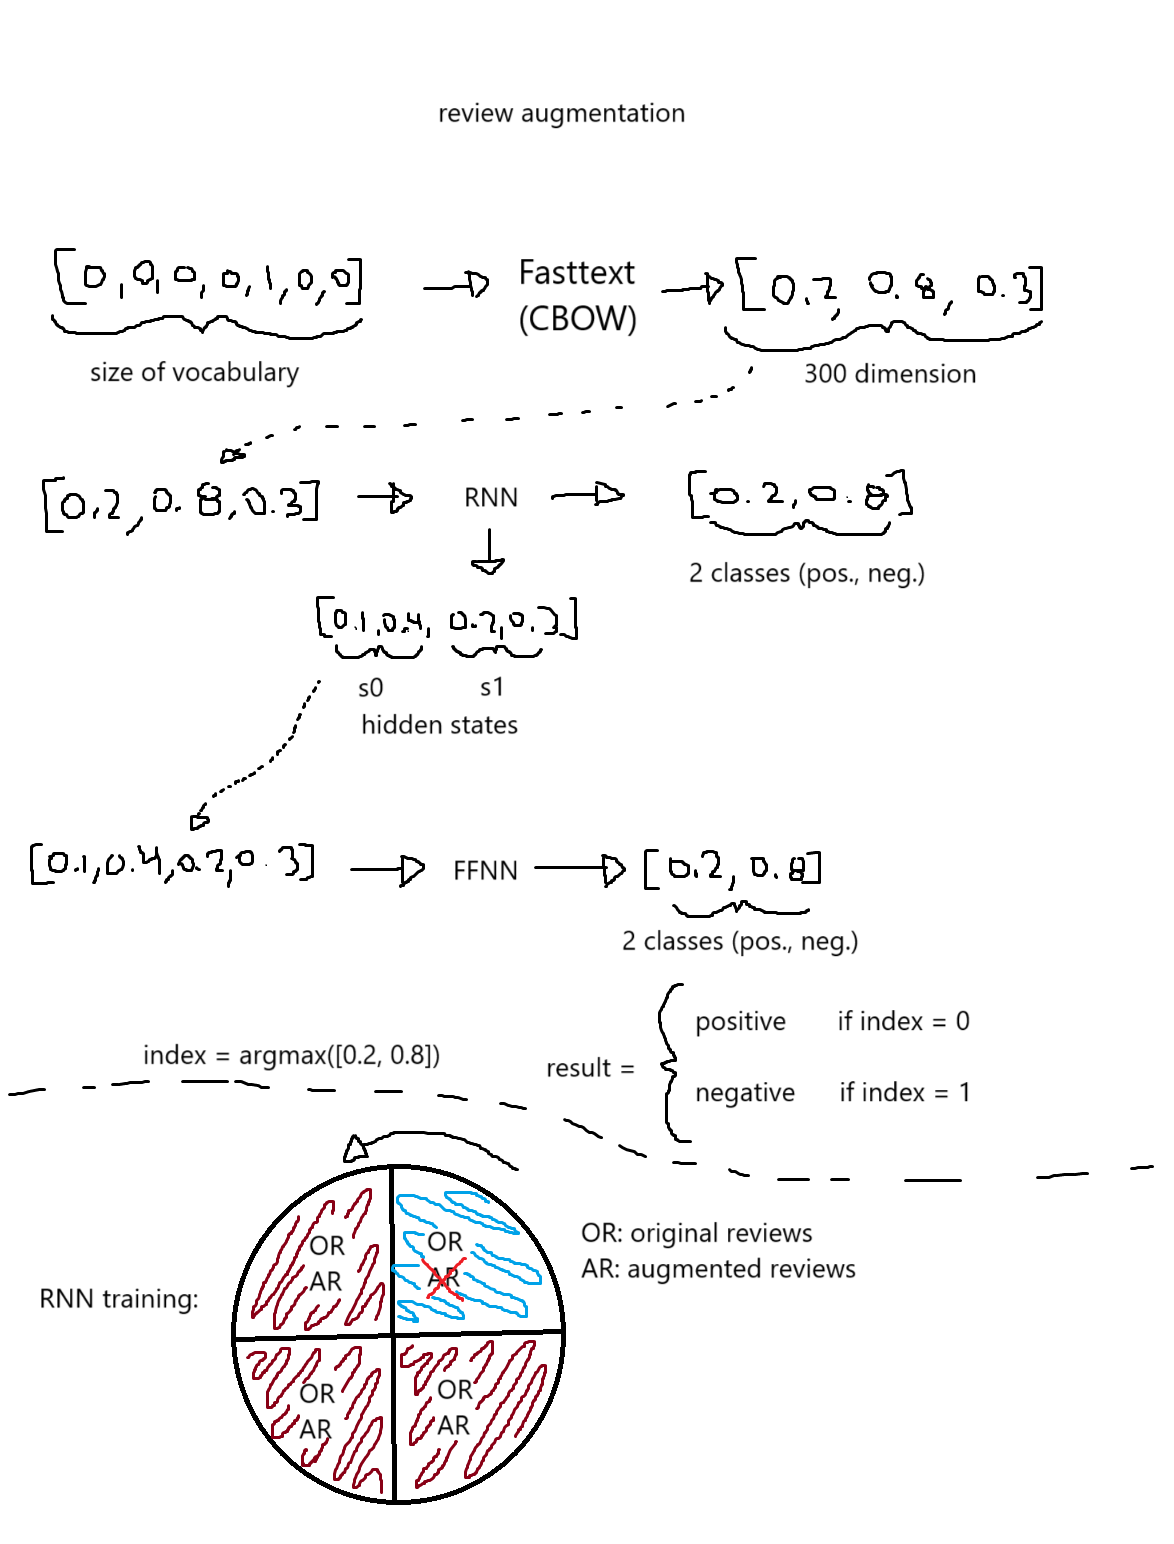 review augmentation
[0,0,0,0,1,0,0]
Fasttext
(CBOW)
[0.2, 0.8, 0.3]
size of vocabulary
300 dimension
[0.2,0.8,0.3]
RNN
[0.2,0.8]
2 classes (pos., neg.)
[0.1,0.4, 0.2,0.3]
s0
s1
hidden states
[0.1,0.4,0.2,0.3]
FFNN
[0.2, 0.8]
2 classes (pos., neg.)
index = argmax([0.2, 0.8])
result =
positive if index = 0
negative if index = 1
RNN training:
OR
AR
OR
AR
OR
AR
OR
AR
OR: original reviews
AR: augmented reviews